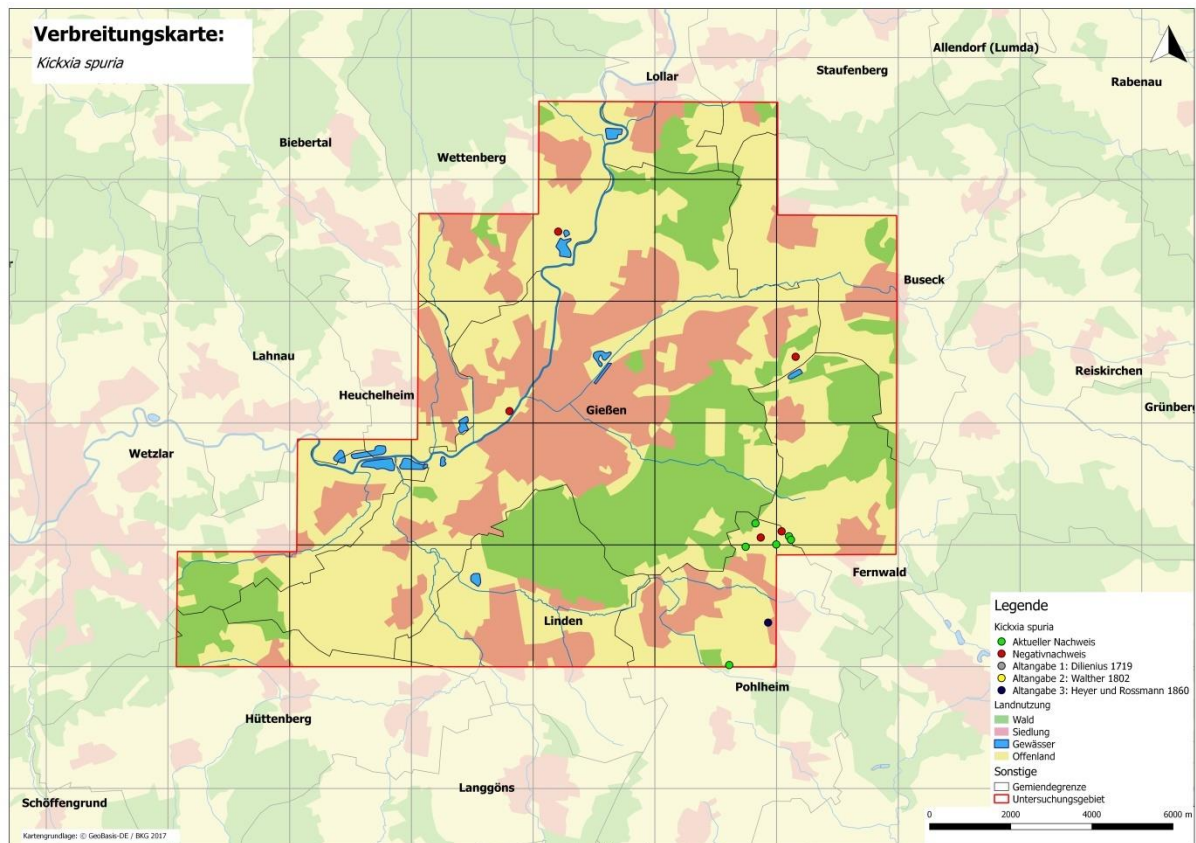 Verbreitungskarte:
Kickxia spuria
Allendorf (Lumda)
Lollar
Staufenberg
Rabenau
Biebertal
Wettenberg
Buseck
Lahnau
Reiskirchen
Heuchelheim
Gießen
Grünberg
Wetzlar
Fernwald
Linden
Pohlheim
Hüttenberg
Langgöns
Schöffengrund
Legende
Kickxia spuria
Aktueller Nachweis
Negativnachweis
Altangabe 1: Dilienius 1719
Altangabe 2: Walther 1802
Altangabe 3: Heyer und Rossmann 1860
Landnutzung
Wald
Siedlung
Gewässer
Offenland
Sonstige
Gemiendegrenze
Untersuchungsgebiet
0 2000 4000 6000 m
Kartengrundlage: © GeoBasis-DE / BKG 2017